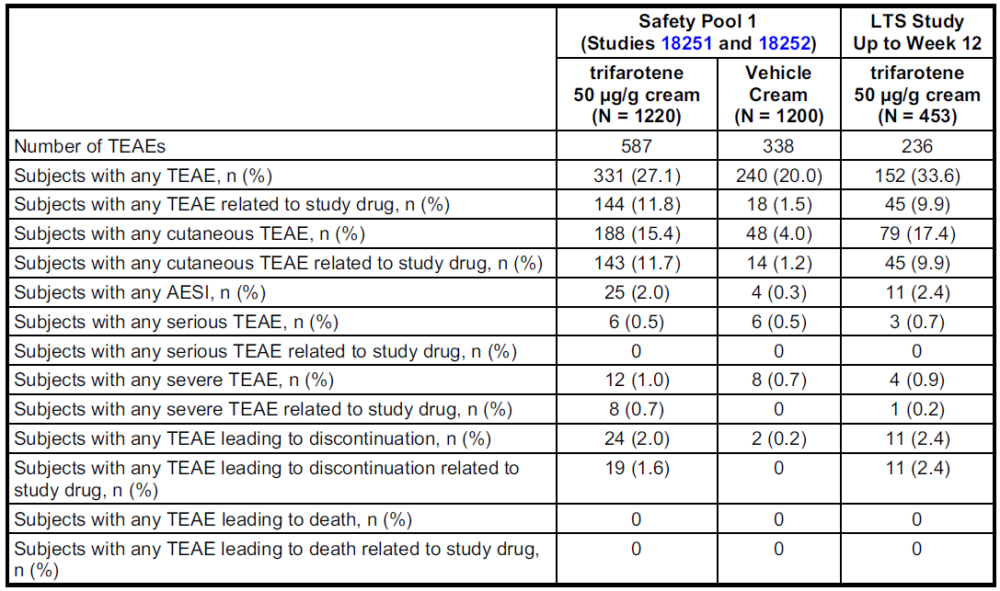 Safety Pool 1
(Studies 18251 and 18252)
LTS Study
Up to Week 12
trifarotene
50 µg/g cream
(N = 1220)
Vehicle
Cream
(N = 1200)
trifarotene
50 µg/g cream
(N = 453)
Number of TEAEs 587 338 236
Subjects with any TEAE, n (%) 331 (27.1) 240 (20.0) 152 (33.6)
Subjects with any TEAE related to study drug, n (%) 144 (11.8) 18 (1.5) 45 (9.9)
Subjects with any cutaneous TEAE, n (%) 188 (15.4) 48 (4.0) 79 (17.4)
Subjects with any cutaneous TEAE related to study drug, n (%) 143 (11.7) 14 (1.2) 45 (9.9)
Subjects with any AESI, n (%) 25 (2.0) 4 (0.3) 11 (2.4)
Subjects with any serious TEAE, n (%) 6 (0.5) 6 (0.5) 3 (0.7)
Subjects with any serious TEAE related to study drug, n (%) 0 0 0
Subjects with any severe TEAE, n (%) 12 (1.0) 8 (0.7) 4 (0.9)
Subjects with any severe TEAE related to study drug, n (%) 8 (0.7) 0 1 (0.2)
Subjects with any TEAE leading to discontinuation, n (%) 24 (2.0) 2 (0.2) 11 (2.4)
Subjects with any TEAE leading to discontinuation related to 19 (1.6) 0 11 (2.4)
study drug, n (%)
Subjects with any TEAE leading to death, n (%) 0 0 0
Subjects with any TEAE leading to death related to study drug, 0 0 0
n (%)